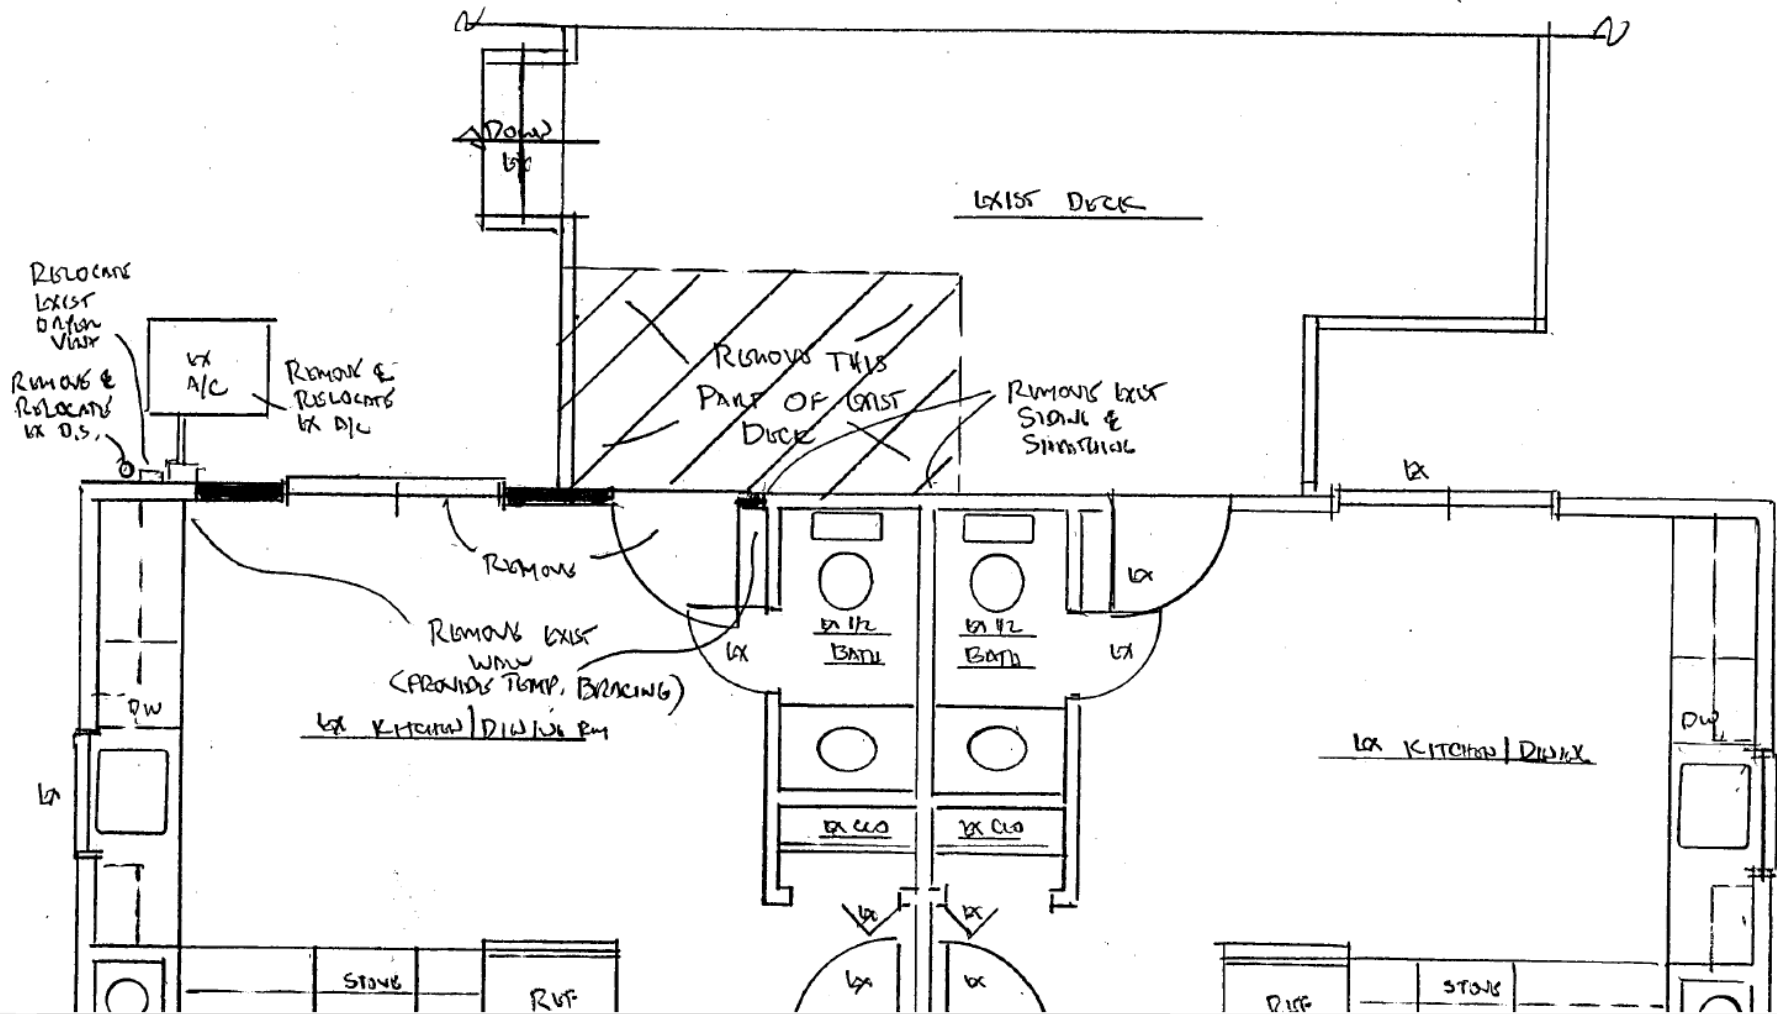 DOWN
EX
EXIST DECK
RELOCATE
EXIST
DRYER
VENT
EX
A/C
REMOVE &
RELOCATE
EX A/C
REMOVE &
RELOCATE
EX D.S.
REMOVE THIS
PART OF EXIST
DECK
REMOVE EXIST
SIDING &
SHEATHING
EX
REMOVE
EX
REMOVE EXIST
WALL
(PROVIDE TEMP. BRACING)
EX
EX 1/2
BATH
EX 1/2
BATH
EX
DW
EX KITCHEN/DINING RM
DW
EX KITCHEN/DINING
EX
EX CLO
EX CLO
EX
EX
EX
EX
STOVE
REF
REF
STOVE